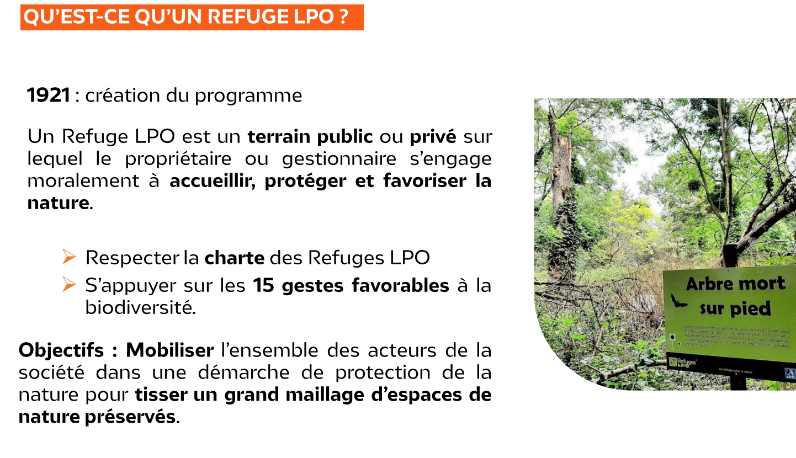 QU'EST-CE QU'UN REFUGE LPO ?
1921 : création du programme
Un Refuge LPO est un terrain public ou privé sur
lequel le propriétaire ou gestionnaire s'engage
moralement à accueillir, protéger et favoriser la
nature.
➢ Respecter la charte des Refuges LPO
➢ S'appuyer sur les 15 gestes favorables à la
biodiversité.
Objectifs : Mobiliser l'ensemble des acteurs de la
société dans une démarche de protection de la
nature pour tisser un grand maillage d'espaces de
nature préservés.
Arbre mort
sur pied